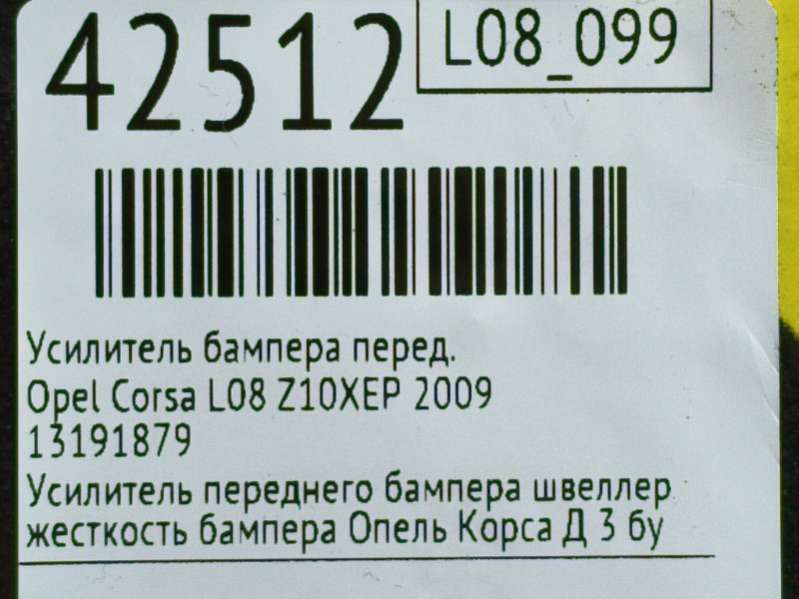 42512
L08_099
Усилитель бампера перед.
Opel Corsa L08 Z10XEP 2009
13191879
Усилитель переднего бампера швеллер
жесткость бампера Опель Корса Д 3 бу